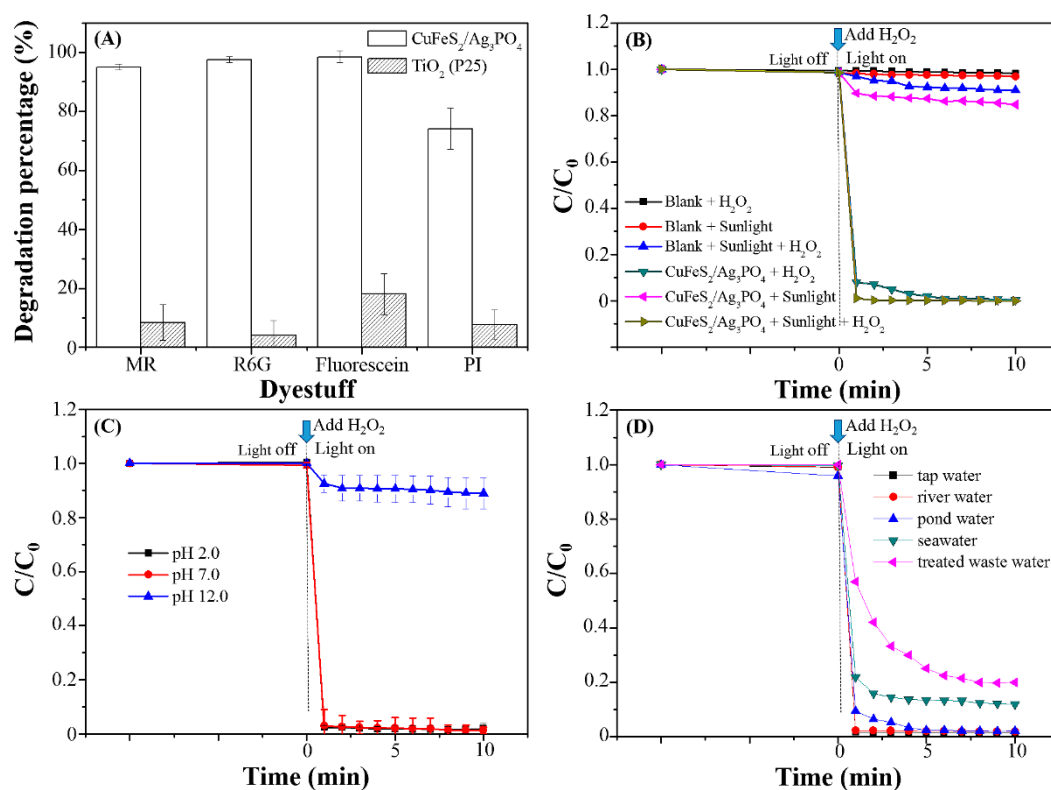 (A)
CuFeS₂/Ag₃PO₄
TiO₂ (P25)
Degradation percentage (%)
100
80
60
40
20
0
MR R6G Fluorescein PI
Dyestuff
(B)
Add H₂O₂
Light off Light on
C/C₀
1.2
1.0
0.8
0.6
0.4
0.2
0
Blank + H₂O₂
Blank + Sunlight
Blank + Sunlight + H₂O₂
CuFeS₂/Ag₃PO₄ + H₂O₂
CuFeS₂/Ag₃PO₄ + Sunlight
CuFeS₂/Ag₃PO₄ + Sunlight + H₂O₂
0 5 10
Time (min)
(C)
Add H₂O₂
Light off Light on
C/C₀
1.2
1.0
0.8
0.6
0.4
0.2
0
pH 2.0
pH 7.0
pH 12.0
0 5 10
Time (min)
(D)
Add H₂O₂
Light off Light on
C/C₀
1.2
1.0
0.8
0.6
0.4
0.2
0
tap water
river water
pond water
seawater
treated waste water
0 5 10
Time (min)